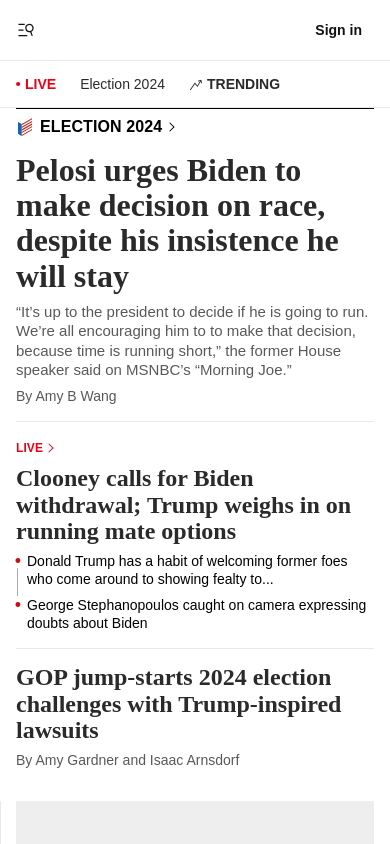 Sign in
LIVE Election 2024 TRENDING
ELECTION 2024
Pelosi urges Biden to
make decision on race,
despite his insistence he
will stay
“It’s up to the president to decide if he is going to run.
We’re all encouraging him to to make that decision,
because time is running short,” the former House
speaker said on MSNBC’s “Morning Joe.”
By Amy B Wang
LIVE
Clooney calls for Biden
withdrawal; Trump weighs in on
running mate options
Donald Trump has a habit of welcoming former foes
who come around to showing fealty to...
George Stephanopoulos caught on camera expressing
doubts about Biden
GOP jump-starts 2024 election
challenges with Trump-inspired
lawsuits
By Amy Gardner and Isaac Arnsdorf